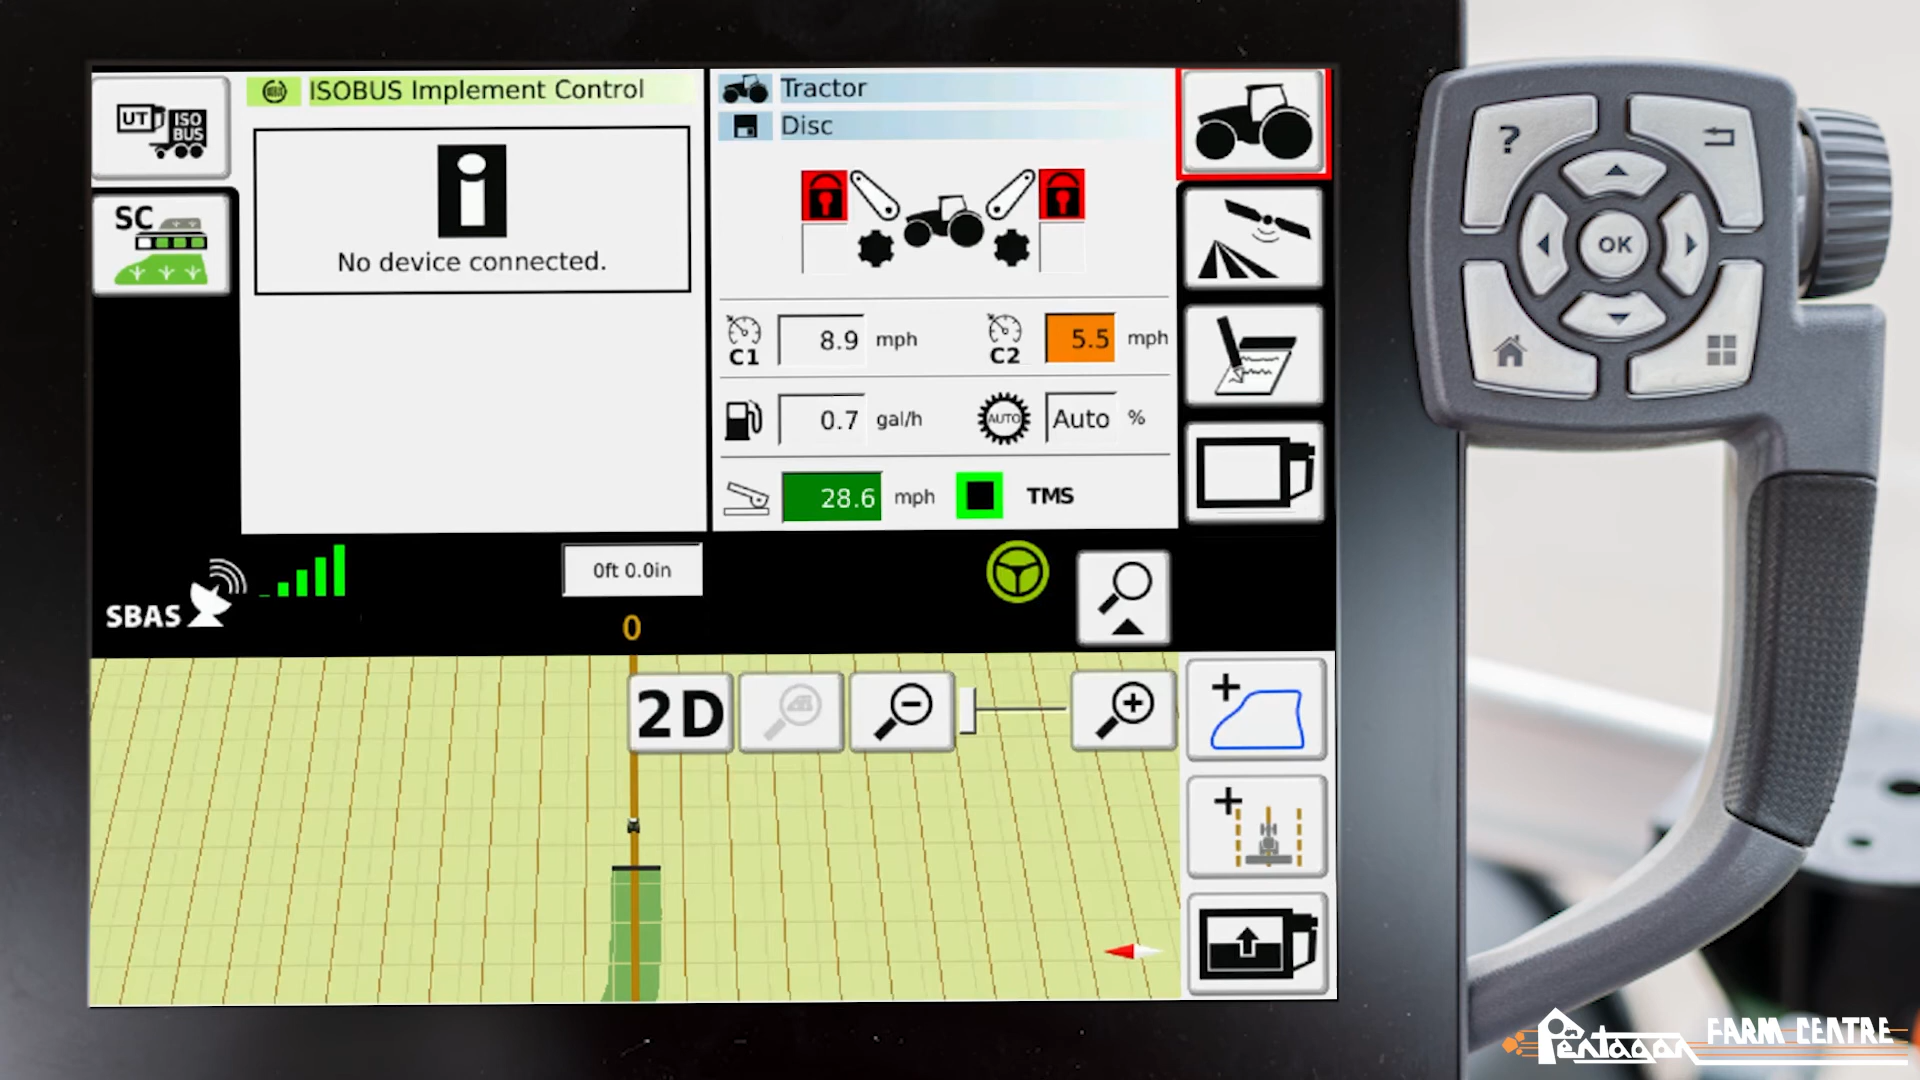 UT
ISO
BUS
ISOBUS Implement Control
No device connected.
SC
Tractor
Disc
C1
8.9 mph
C2
5.5 mph
0.7 gal/h
AUTO
Auto %
28.6 mph
TMS
SBAS
0ft 0.0in
0
2D
?
OK
Pentagon FARM CENTRE